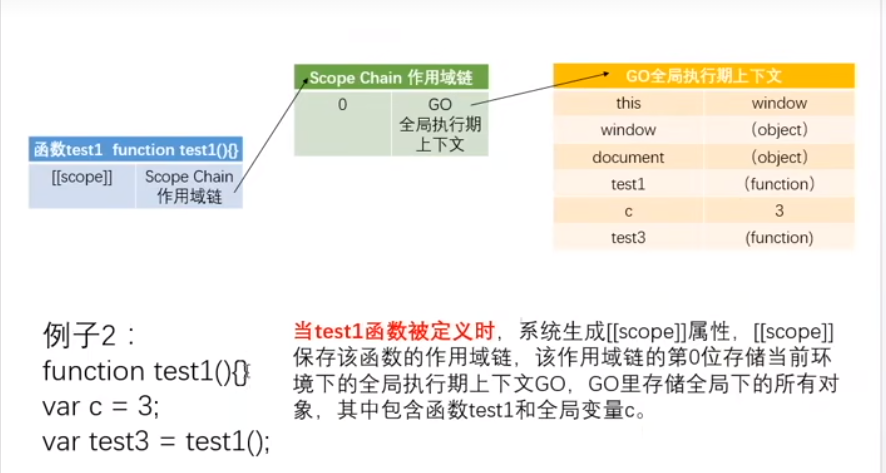 Scope Chain 作用域链
0 GO
全局执行期
上下文
GO全局执行期上下文
this window
window （object）
document （object）
test1 （function）
c 3
test3 (function)
函数test1 function test1(){}
[[scope]] Scope Chain
作用域链
例子2：
function test1(){}
var c = 3;
var test3 = test1();
当test1函数被定义时，系统生成[[scope]]属性，[[scope]]
保存该函数的作用域链，该作用域链的第0位存储当前环
境下的全局执行期上下文GO，GO里存储全局下的所有对
象，其中包含函数test1和全局变量c。